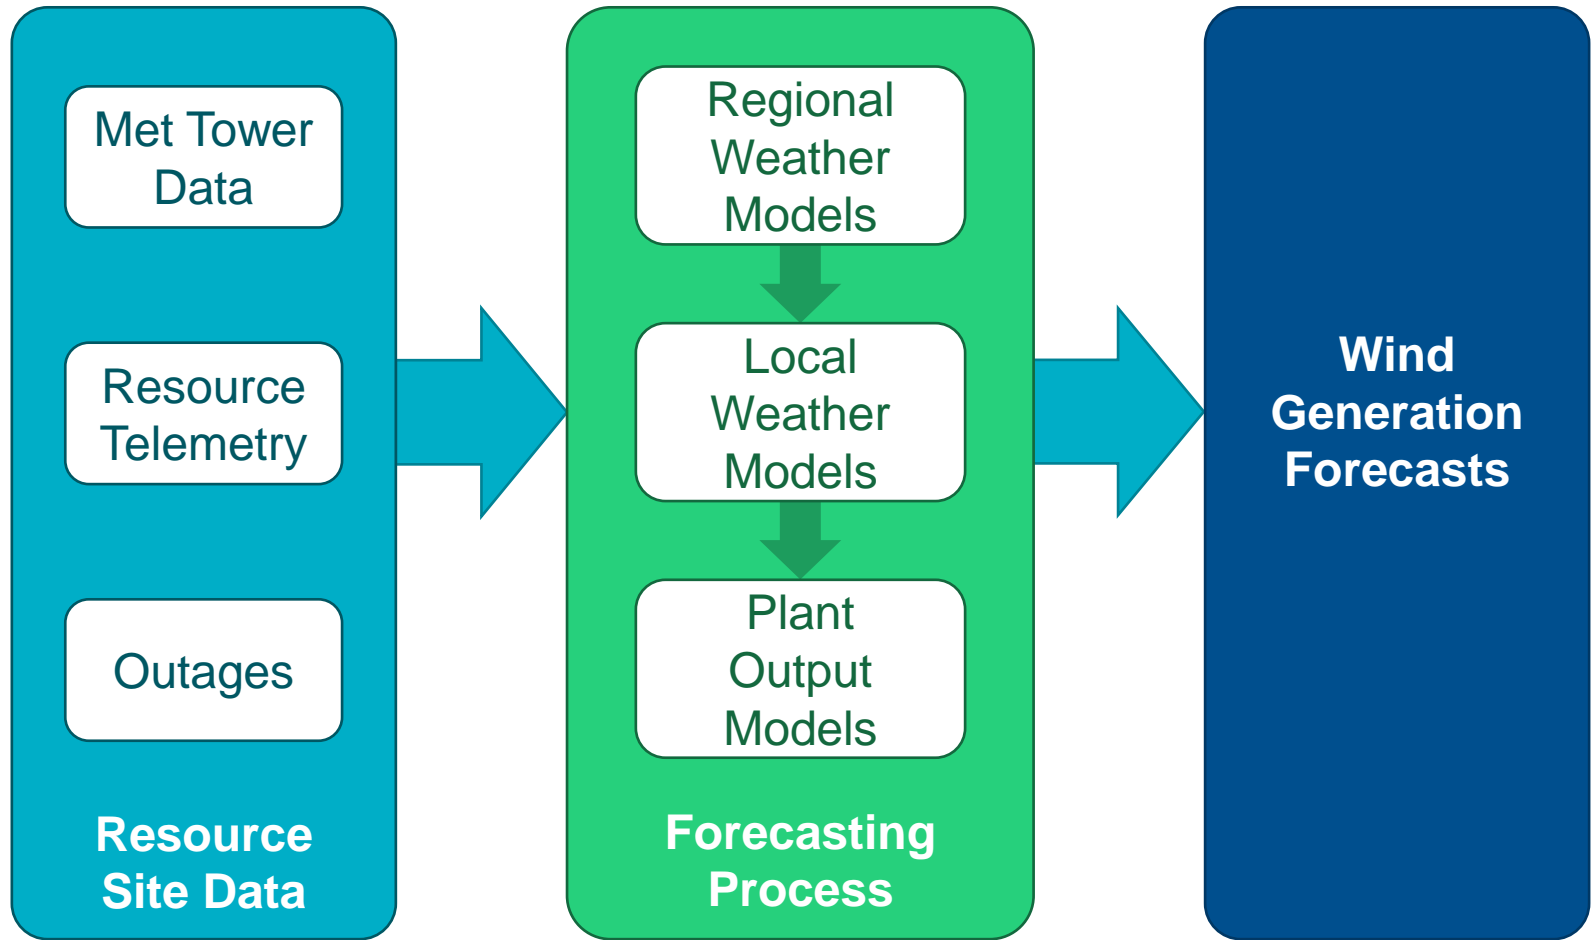 Met Tower
Data
Resource
Telemetry
Outages
Resource
Site Data
Regional
Weather
Models
Local
Weather
Models
Plant
Output
Models
Forecasting
Process
Wind
Generation
Forecasts